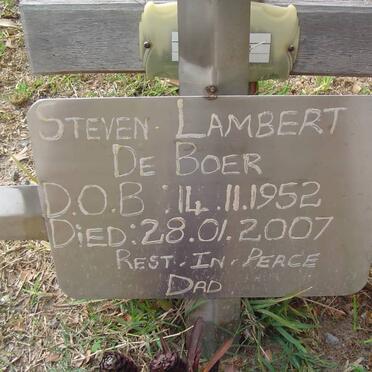 STEVEN LAMBERT
DE BOER
D.O.B : 14.11.1952
DIED: 28.01.2007
REST. IN. PEACE
DAD